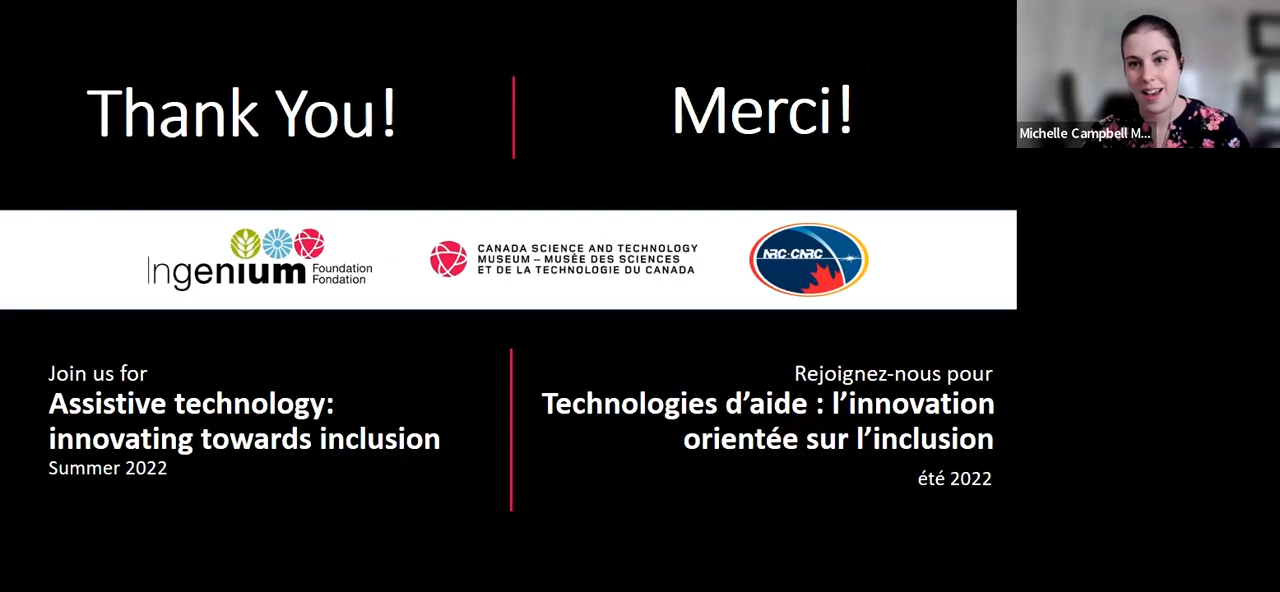 Thank You!
Merci!
Michelle Campbell M...
Ingenium Foundation
Fondation
CANADA SCIENCE AND TECHNOLOGY
MUSEUM – MUSÉE DES SCIENCES
ET DE LA TECHNOLOGIE DU CANADA
NRC·CNRC
Join us for
Assistive technology:
innovating towards inclusion
Summer 2022
Rejoignez-nous pour
Technologies d’aide : l’innovation
orientée sur l’inclusion
été 2022